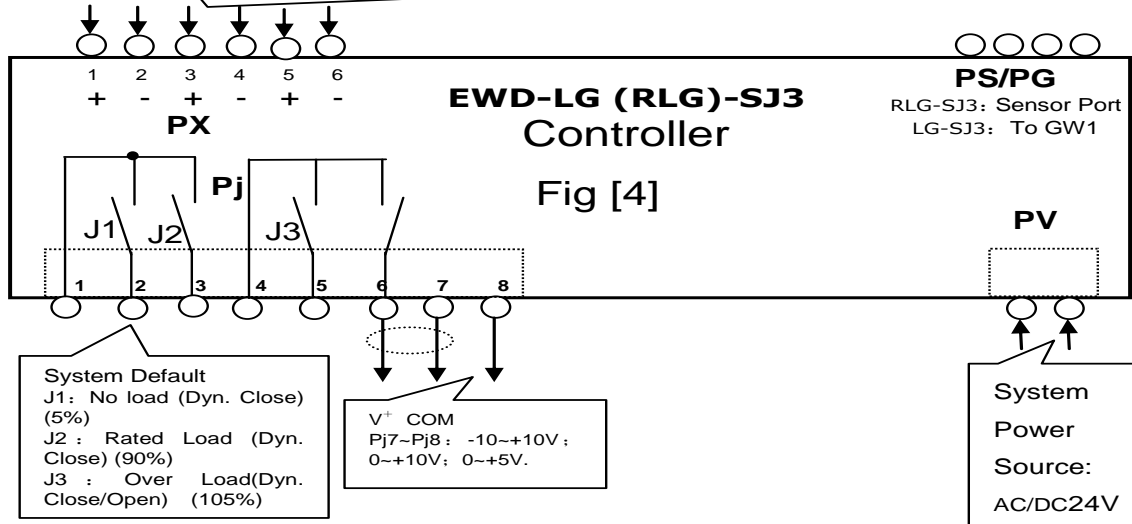 1 2 3 4 5 6
+ - + - + -
PX
EWD-LG (RLG)-SJ3
Controller
Fig [4]
PS/PG
RLG-SJ3: Sensor Port
LG-SJ3: To GW1
Pj
J1 J2 J3
PV
1 2 3 4 5 6 7 8
System Default
J1: No load (Dyn. Close)
(5%)
J2 : Rated Load (Dyn.
Close) (90%)
J3 : Over Load(Dyn.
Close/Open) (105%)
V+ COM
Pj7~Pj8: -10~+10V;
0~+10V; 0~+5V.
System
Power
Source:
AC/DC24V